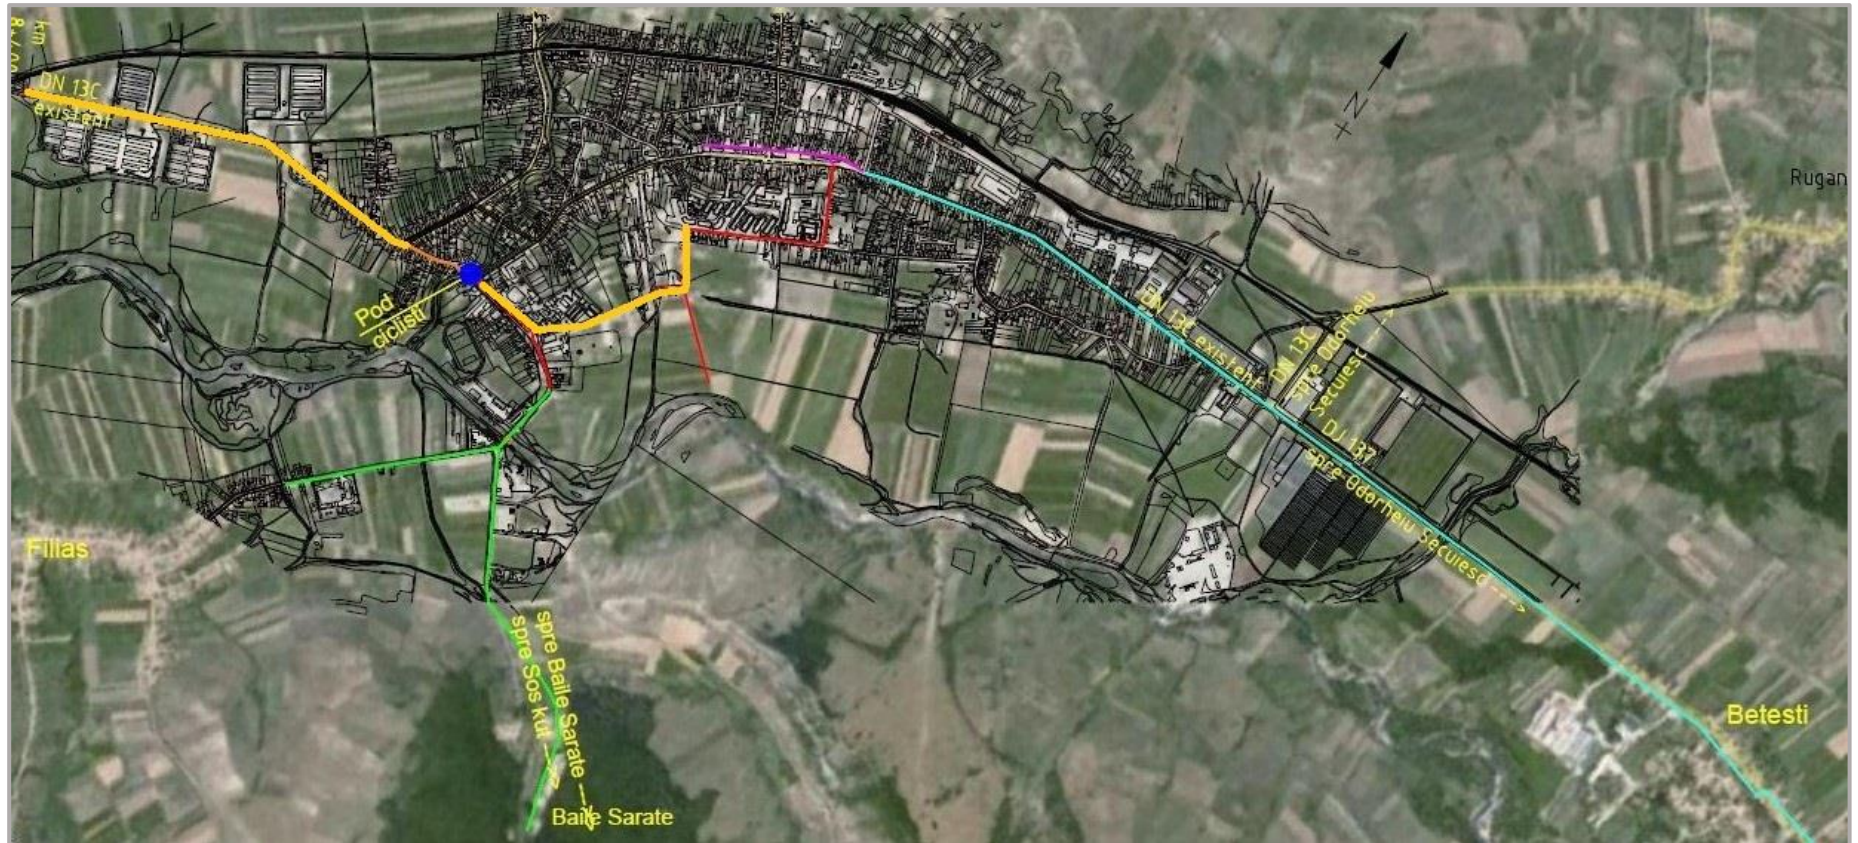 km
DN 13C
existent
N
Rugan
Pod
ciclisti
DN 13C existent
DN 13C
spre Odorheiu
Secuiesc
DJ 137
spre Odorheiu Secuiesc
Filias
spre Baile Sarate
spre Sos kut
Betesti
Baile Sarate